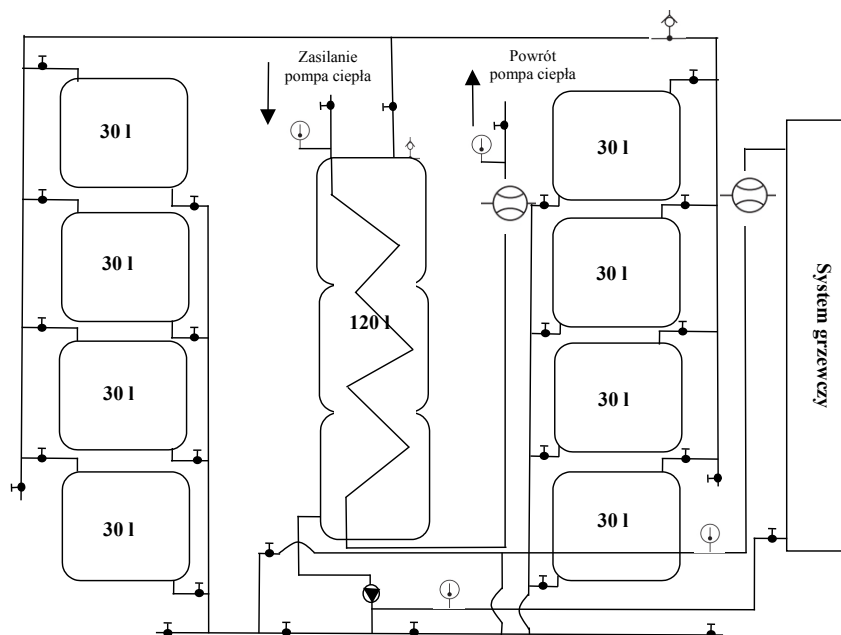 Zasilanie
pompa ciepła
Powrót
pompa ciepła
30 l
30 l
30 l
30 l
120 l
30 l
30 l
30 l
30 l
System grzewczy